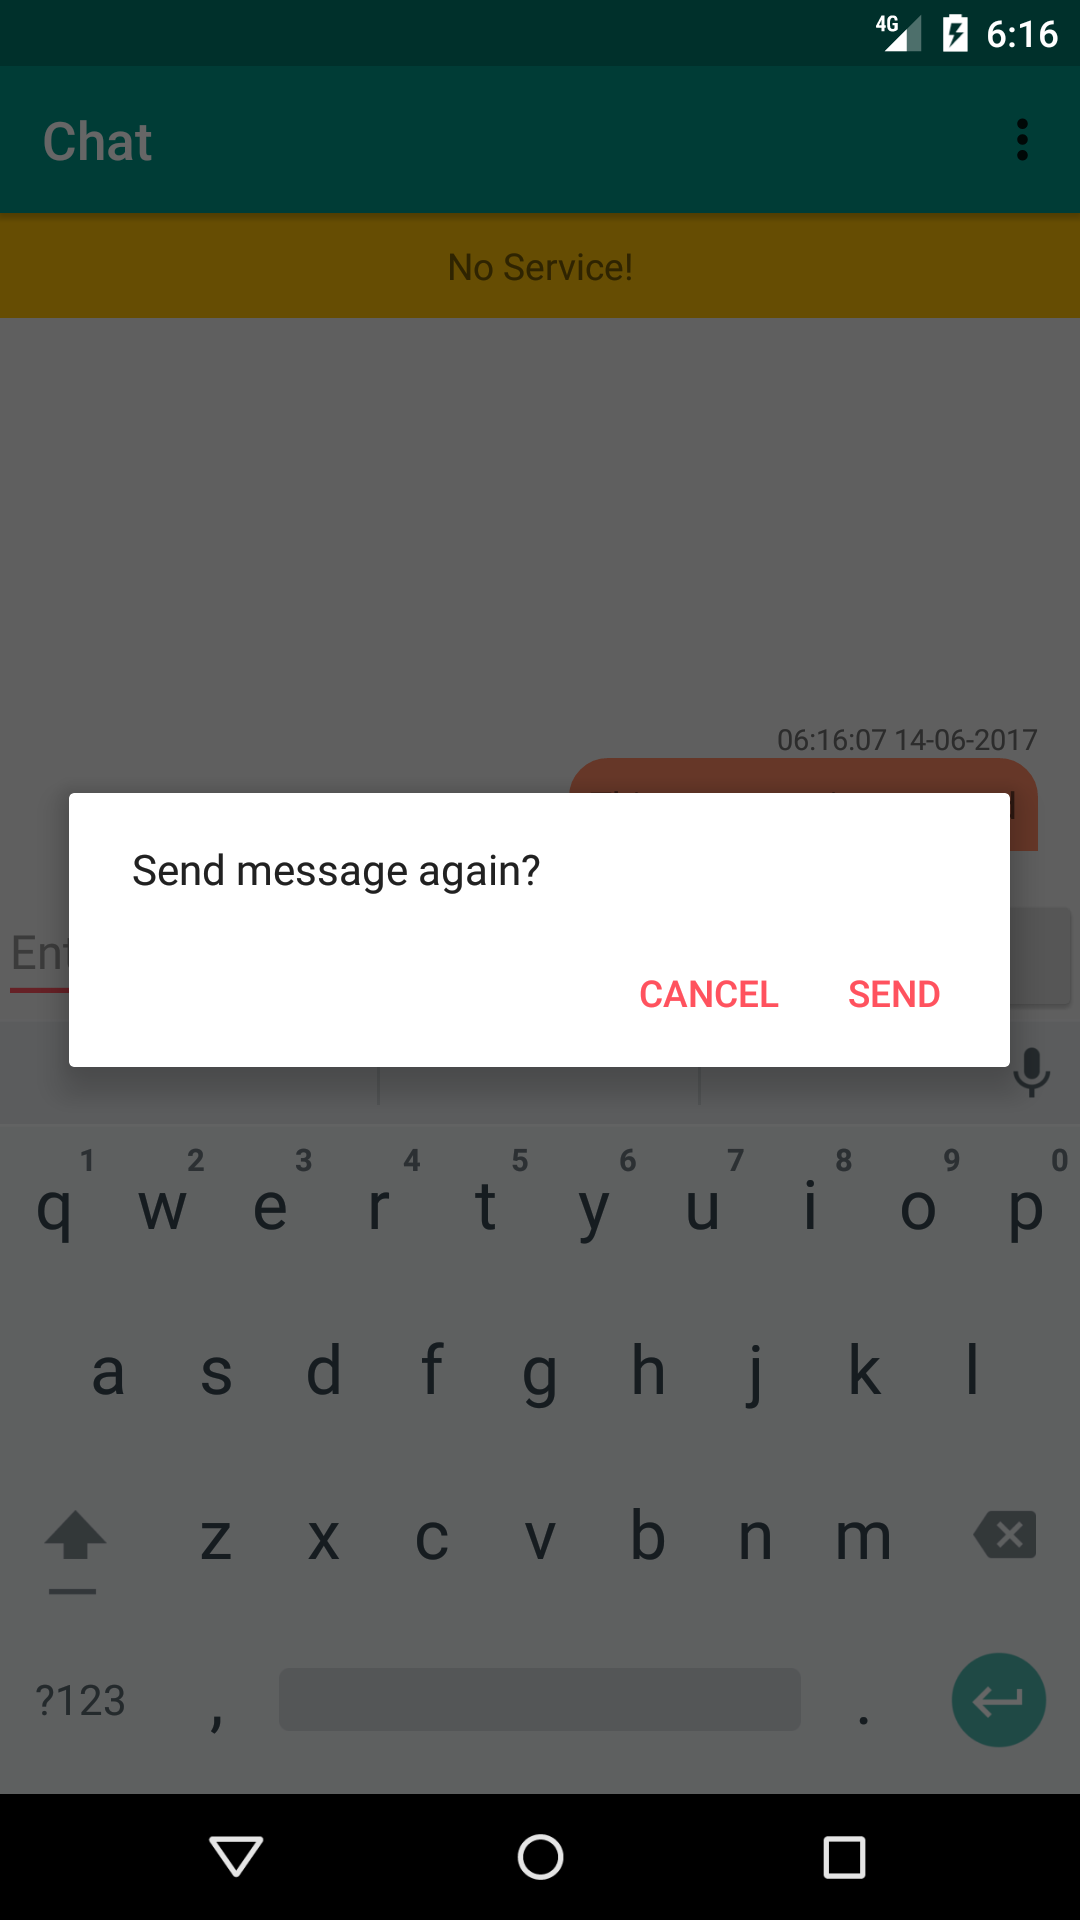 4G 6:16
Chat
No Service!
06:16:07 14-06-2017
Send message again?
CANCEL SEND
1 2 3 4 5 6 7 8 9 0
q w e r t y u i o p
a s d f g h j k l
z x c v b n m
?123 , .